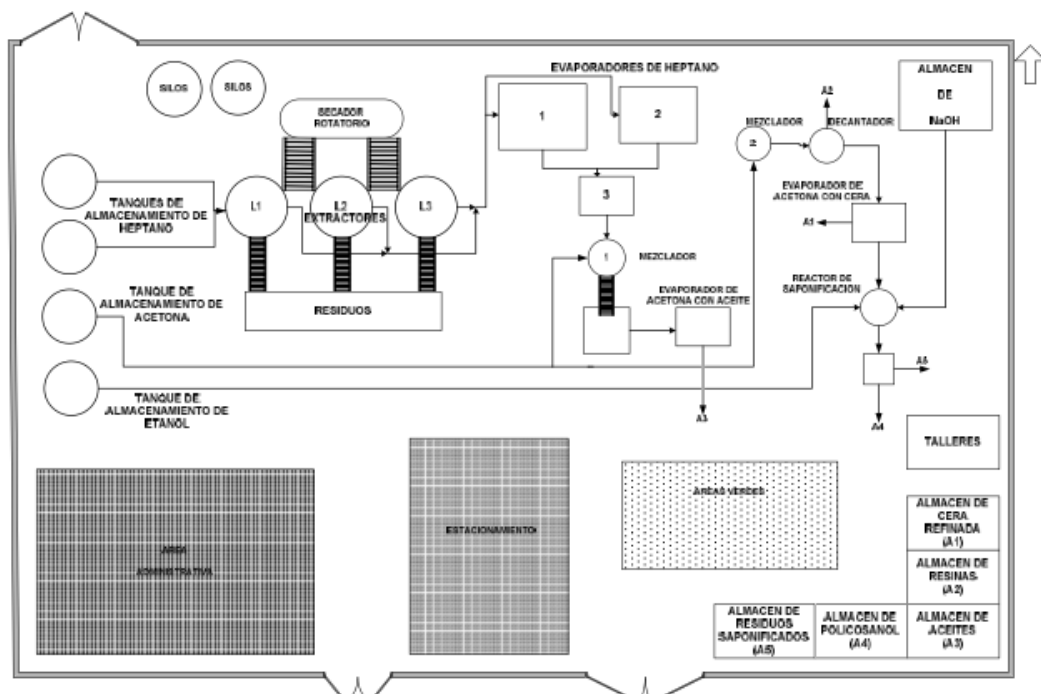 SILOS
SILOS
SECADOR
ROTATORIO
EVAPORADORES DE HEPTANO
1
2
3
ALMACEN
DE
NaOH
A2
MEZCLADOR
DECANTADOR
2
TANQUES DE
ALMACENAMIENTO DE
HEPTANO
L1
L2
L3
EXTRACTORES
EVAPORADOR DE
ACETONA CON CERA
A1
1
MEZCLADOR
REACTOR DE
SAPONIFICACION
EVAPORADOR DE
ACETONA CON ACEITE
TANQUE DE
ALMACENAMIENTO DE
ACETONA
RESIDUOS
TANQUE DE
ALMACENAMIENTO DE
ETANOL
A5
A3
A4
TALLERES
AREA
ADMINISTRATIVA
ESTACIONAMIENTO
AREAS VERDES
ALMACEN DE
CERA
REFINADA
(A1)
ALMACEN DE
RESINAS
(A2)
ALMACEN DE
RESIDUOS
SAPONIFICADOS
(A5)
ALMACEN DE
POLICOSANOL
(A4)
ALMACEN DE
ACEITES
(A3)